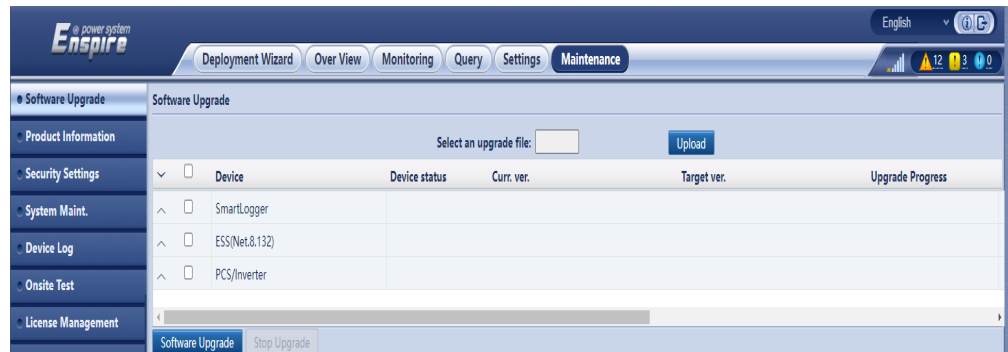 e power system
Enspire
English
Deployment Wizard Over View Monitoring Query Settings Maintenance
12 3 0
Software Upgrade
Product Information
Security Settings
System Maint.
Device Log
Onsite Test
License Management
Software Upgrade
Select an upgrade file: Upload
Device Device status Curr. ver. Target ver. Upgrade Progress
SmartLogger
ESS(Net.8.132)
PCS/Inverter
Software Upgrade Stop Upgrade